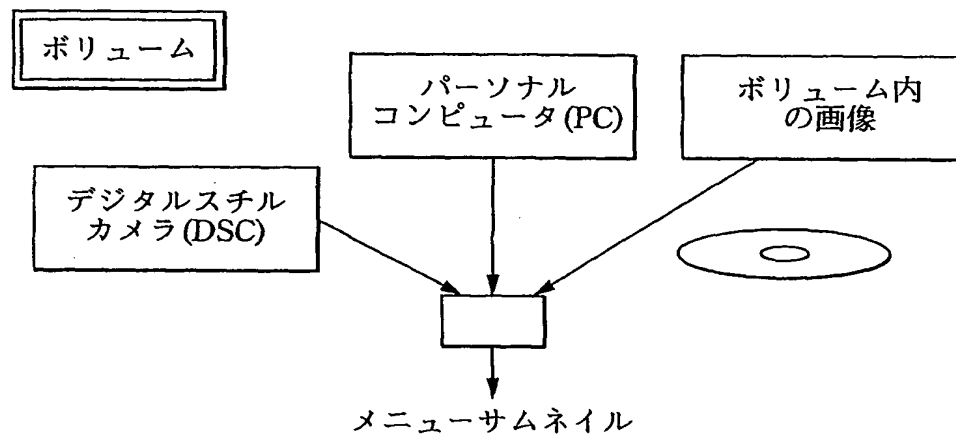 ボリューム
パーソナル
コンピュータ(PC)
ボリューム内
の画像
デジタルスチル
カメラ(DSC)
メニューサムネイル